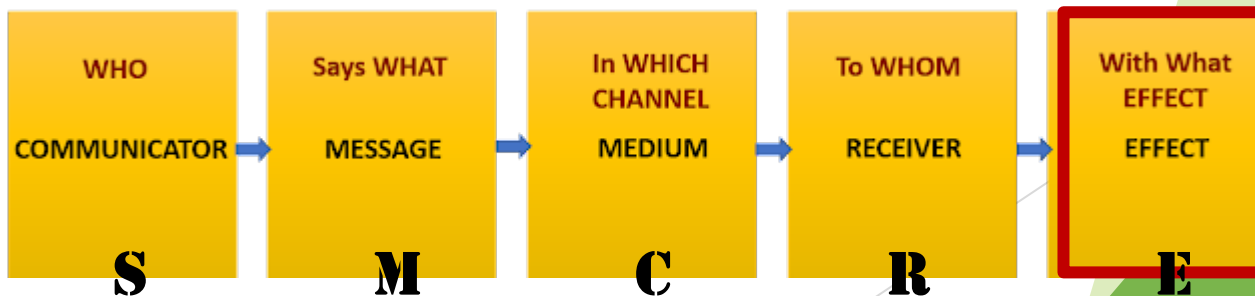 WHO
COMMUNICATOR
S
Says WHAT
MESSAGE
M
In WHICH
CHANNEL
MEDIUM
C
To WHOM
RECEIVER
R
With What
EFFECT
EFFECT
E